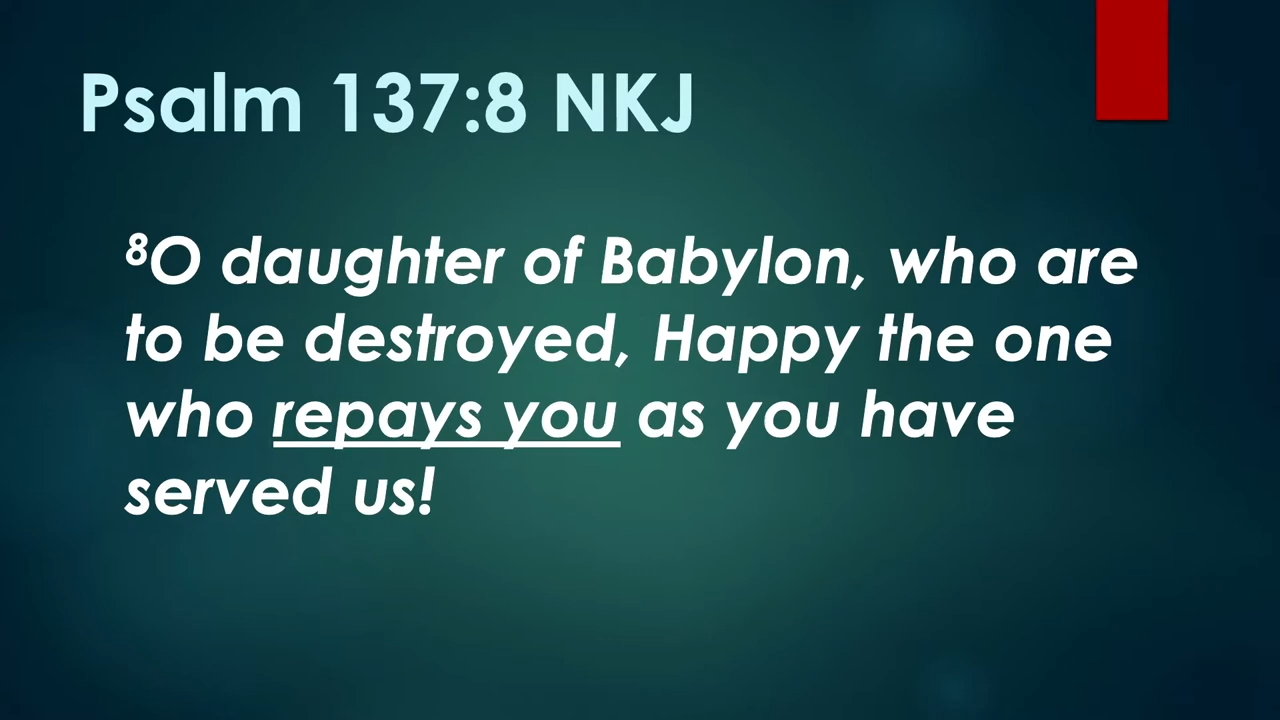 Psalm 137:8 NKJ
⁸O daughter of Babylon, who are
to be destroyed, Happy the one
who repays you as you have
served us!